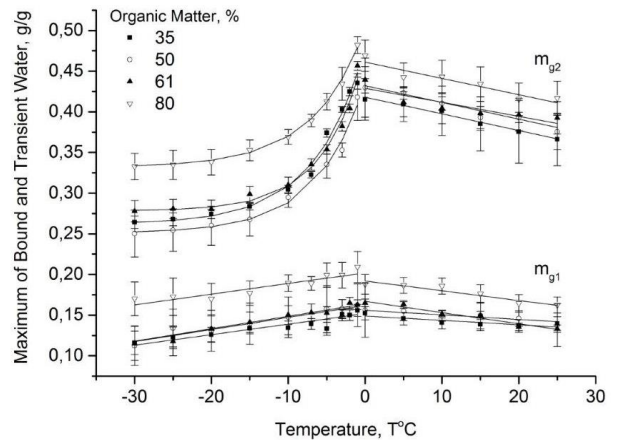 Maximum of Bound and Transient Water, g/g
0,50
0,45
0,40
0,35
0,30
0,25
0,20
0,15
0,10
Organic Matter, %
35
50
61
80
mg2
mg1
-30 -20 -10 0 10 20 30
Temperature, T°C